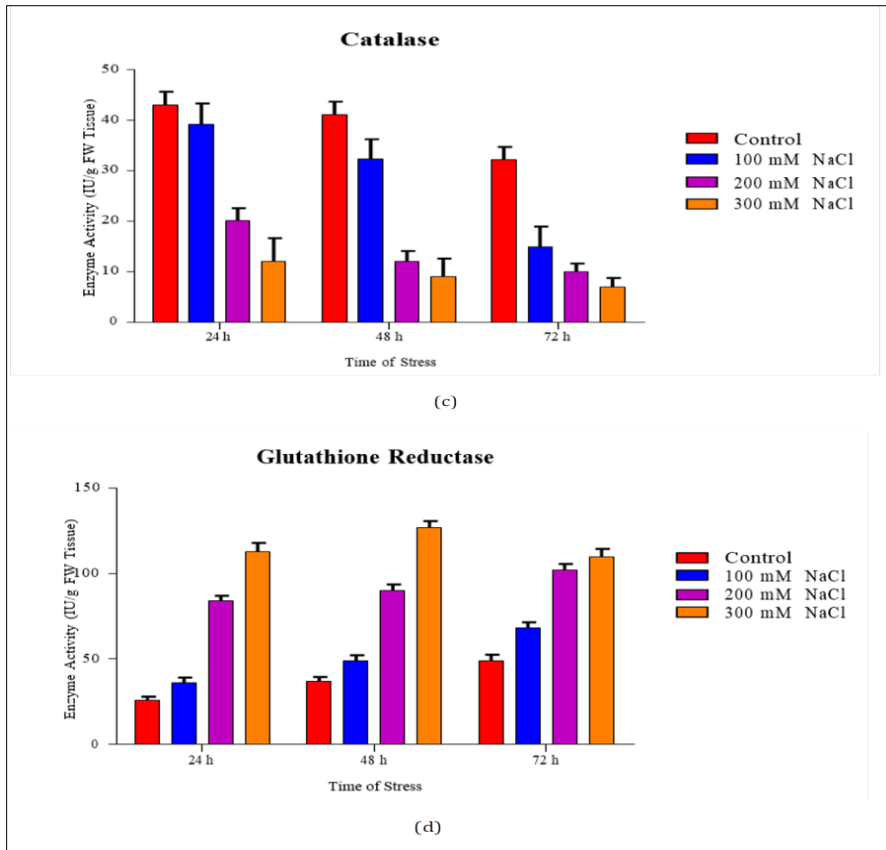 Catalase
50
40
30
20
10
0
Enzyme Activity (IU/g FW Tissue)
24 h
48 h
72 h
Time of Stress
Control
100 mM NaCl
200 mM NaCl
300 mM NaCl
(c)
Glutathione Reductase
150
100
50
0
Enzyme Activity (IU/g FW Tissue)
24 h
48 h
72 h
Time of Stress
Control
100 mM NaCl
200 mM NaCl
300 mM NaCl
(d)